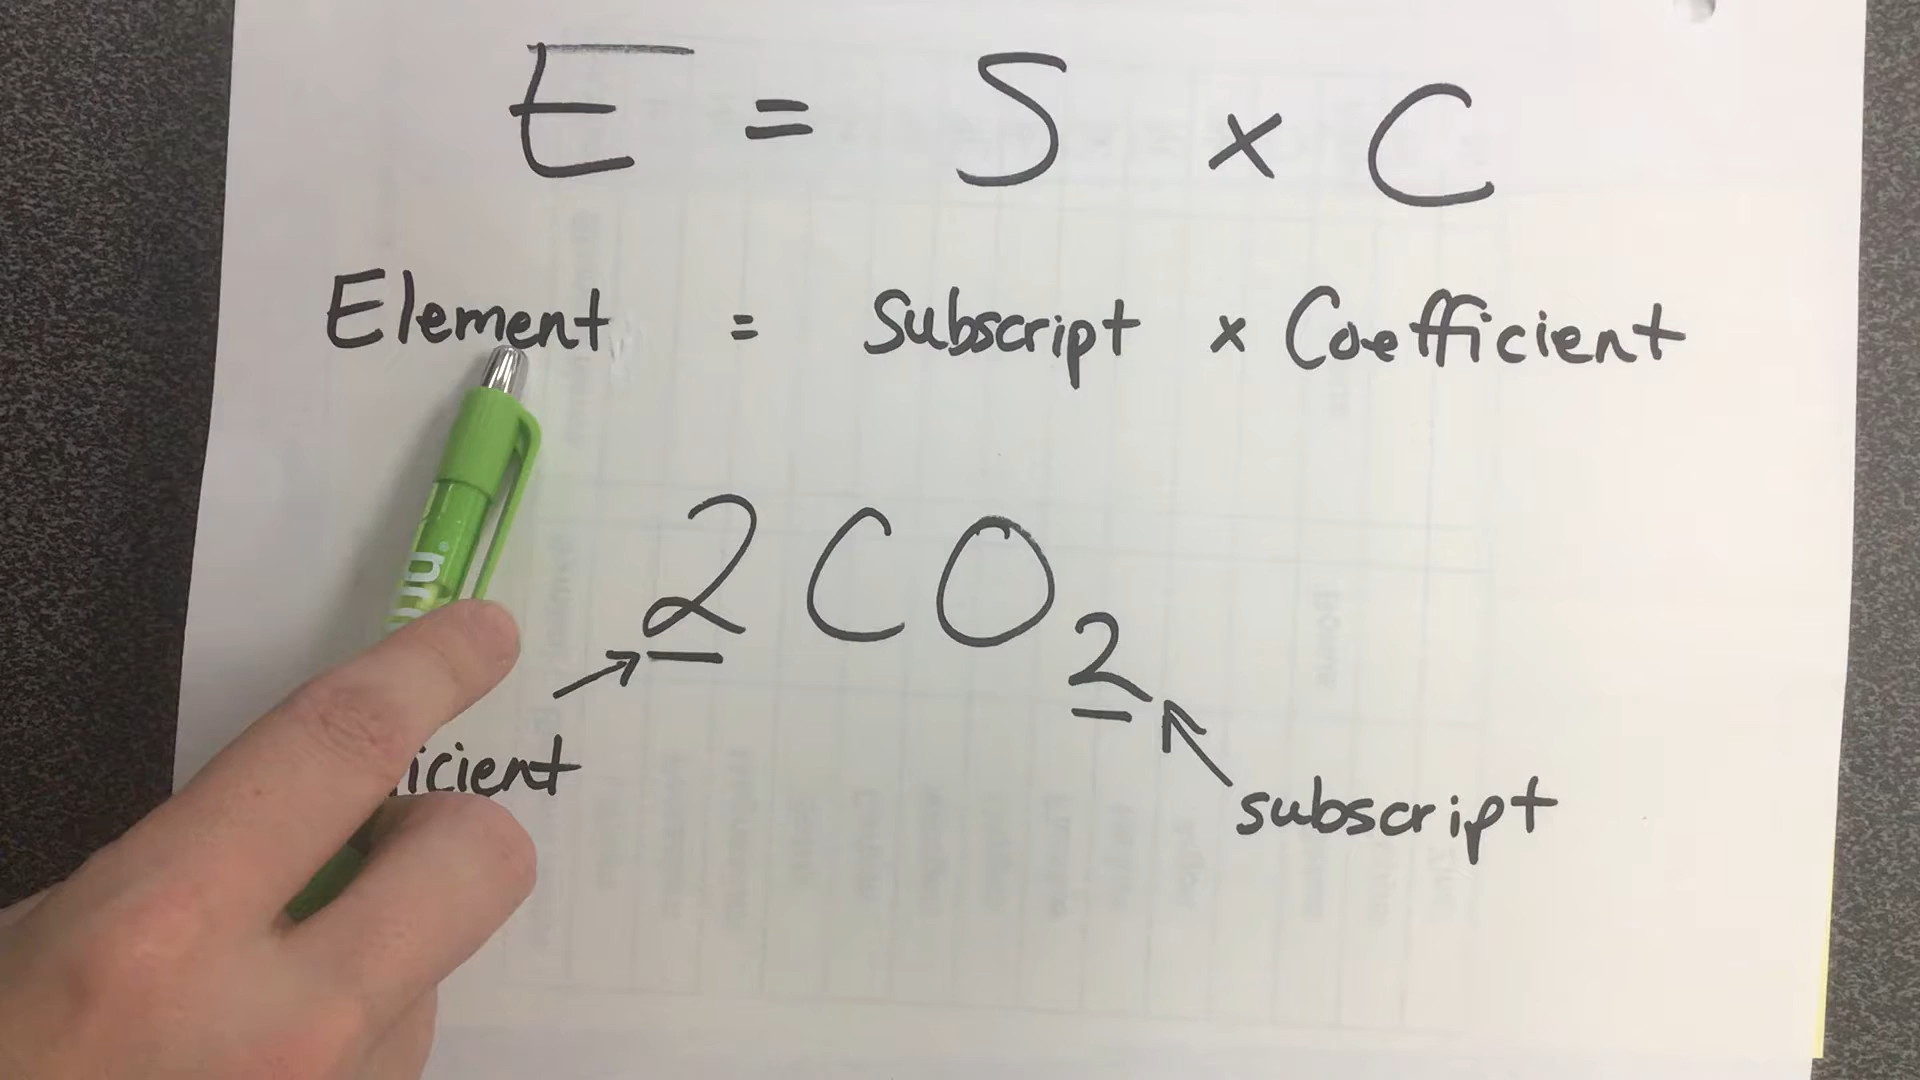 E = S x C
Element = Subscript x Coefficient
2CO₂
icient
subscript